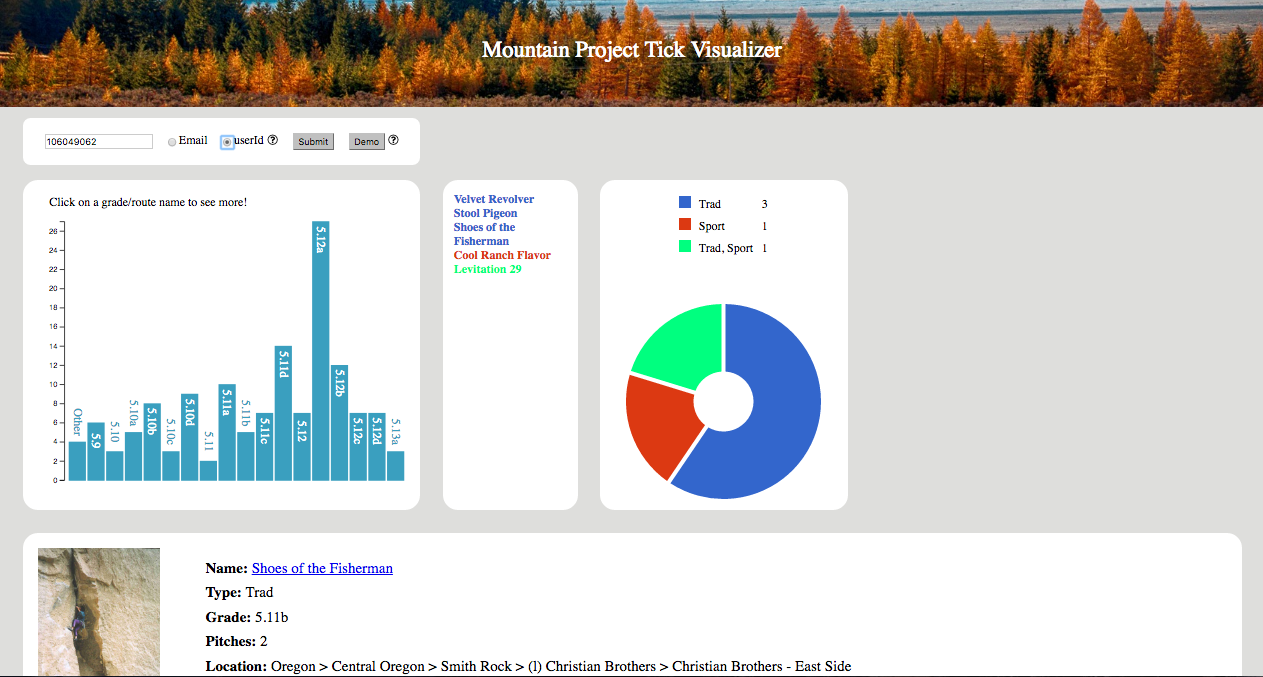 Mountain Project Tick Visualizer
106049062 Email userId Submit Demo
Click on a grade/route name to see more!
26
24
22
20
18
16
14
12
10
8
6
4
2
0
Other
5.9
5.10
5.10a
5.10b
5.10c
5.10d
5.11
5.11a
5.11b
5.11c
5.11d
5.12
5.12a
5.12b
5.12c
5.12d
5.13a
Velvet Revolver
Stool Pigeon
Shoes of the
Fisherman
Cool Ranch Flavor
Levitation 29
Trad 3
Sport 1
Trad, Sport 1
Name: Shoes of the Fisherman
Type: Trad
Grade: 5.11b
Pitches: 2
Location: Oregon > Central Oregon > Smith Rock > (l) Christian Brothers > Christian Brothers - East Side